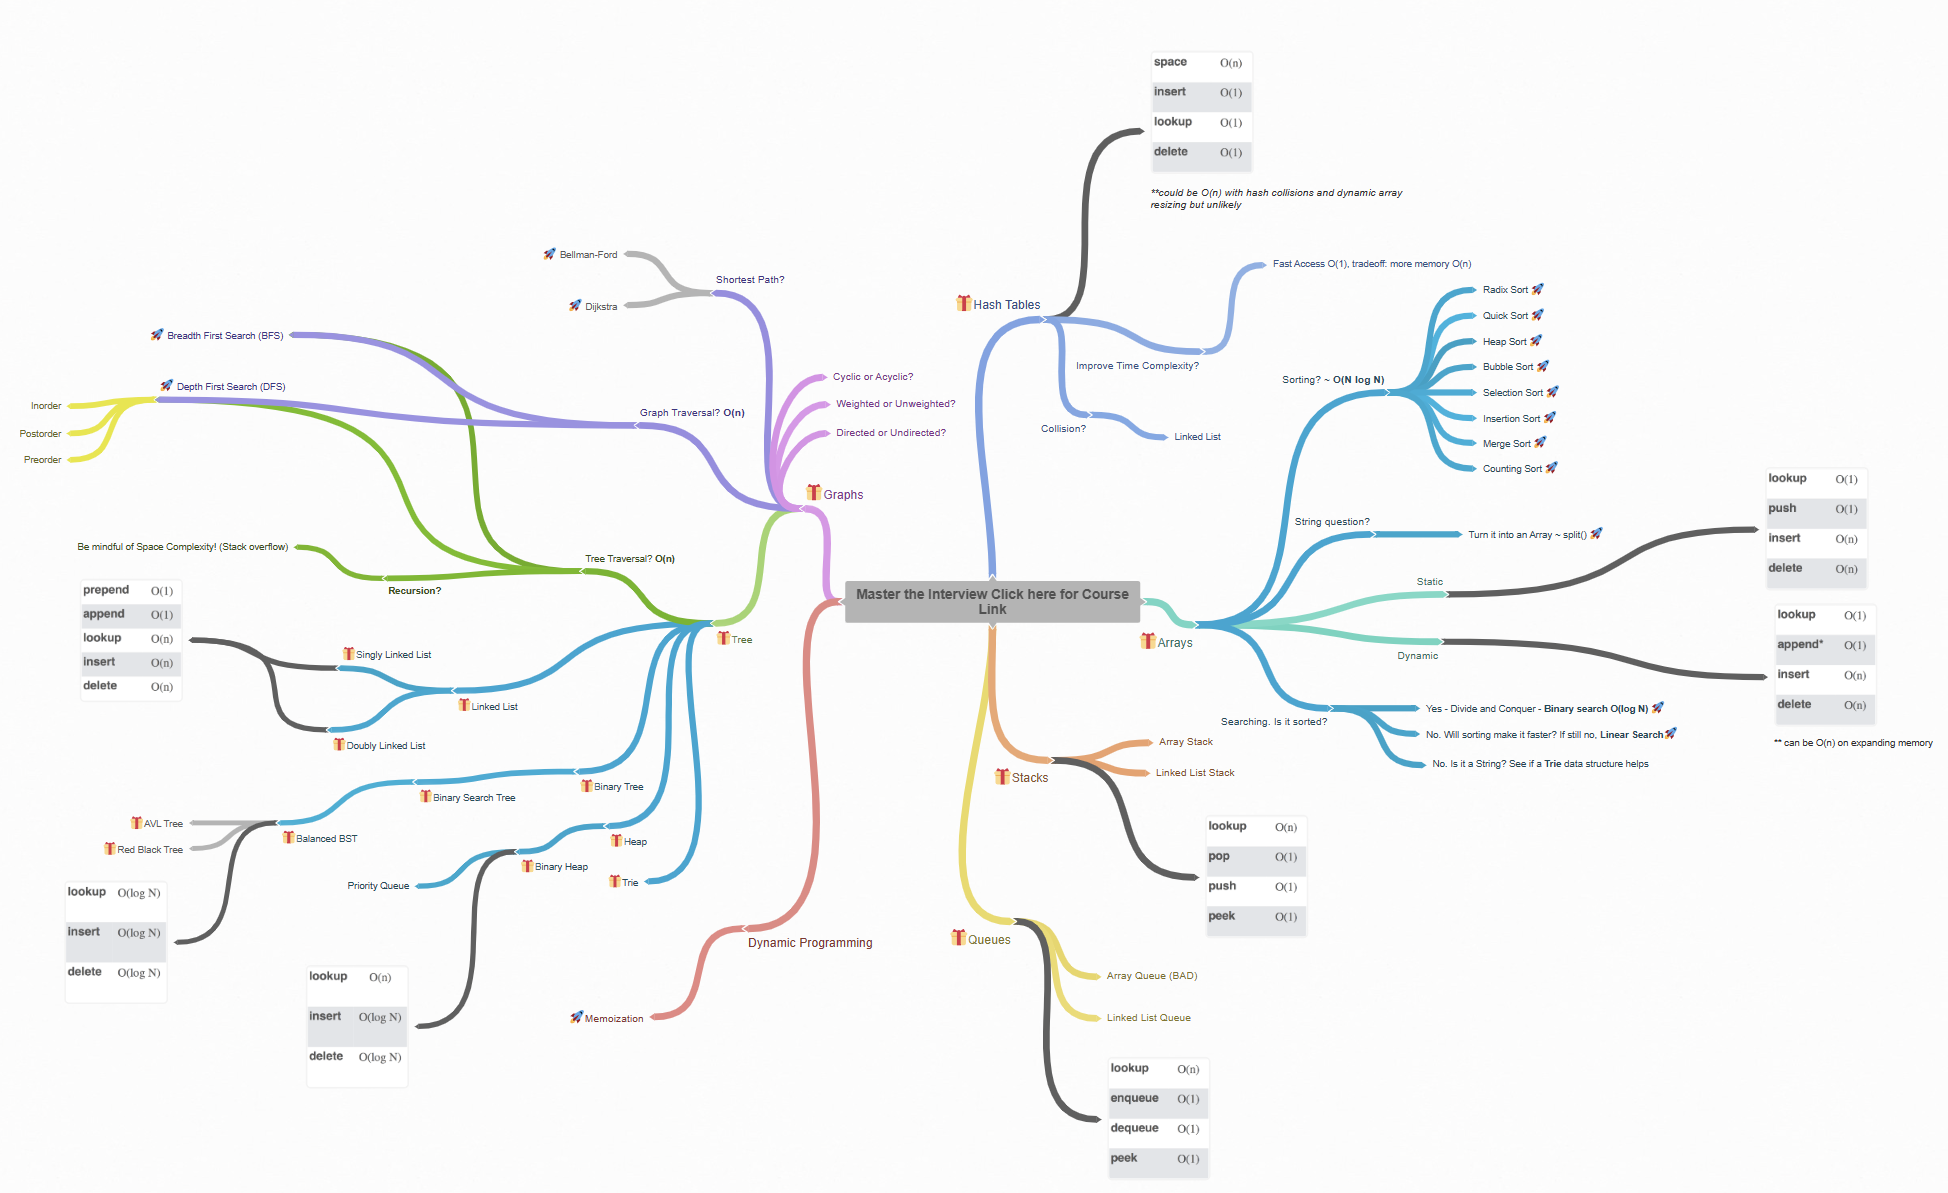 Master the Interview Click here for Course
Link
Hash Tables
space O(n)
insert O(1)
lookup O(1)
delete O(1)
**could be O(n) with hash collisions and dynamic array
resizing but unlikely
Improve Time Complexity?
Fast Access O(1), tradeoff: more memory O(n)
Collision?
Linked List
Arrays
Sorting? ~ O(N log N)
Radix Sort
Quick Sort
Heap Sort
Bubble Sort
Selection Sort
Insertion Sort
Merge Sort
Counting Sort
String question?
Turn it into an Array ~ split()
Static
lookup O(1)
push O(1)
insert O(n)
delete O(n)
Dynamic
lookup O(1)
append* O(1)
insert O(n)
delete O(n)
** can be O(n) on expanding memory
Searching. Is it sorted?
Yes - Divide and Conquer - Binary search O(log N)
No. Will sorting make it faster? If still no, Linear Search
No. Is it a String? See if a Trie data structure helps
Stacks
Array Stack
Linked List Stack
lookup O(n)
pop O(1)
push O(1)
peek O(1)
Queues
Array Queue (BAD)
Linked List Queue
lookup O(n)
enqueue O(1)
dequeue O(1)
peek O(1)
Graphs
Shortest Path?
Bellman-Ford
Dijkstra
Cyclic or Acyclic?
Weighted or Unweighted?
Directed or Undirected?
Graph Traversal? O(n)
Breadth First Search (BFS)
Depth First Search (DFS)
Inorder
Postorder
Preorder
Tree
Tree Traversal? O(n)
Recursion?
Be mindful of Space Complexity! (Stack overflow)
Linked List
Singly Linked List
Doubly Linked List
prepend O(1)
append O(1)
lookup O(n)
insert O(n)
delete O(n)
Binary Tree
Binary Search Tree
Balanced BST
AVL Tree
Red Black Tree
lookup O(log N)
insert O(log N)
delete O(log N)
Heap
Binary Heap
Priority Queue
lookup O(n)
insert O(log N)
delete O(log N)
Trie
Dynamic Programming
Memoization